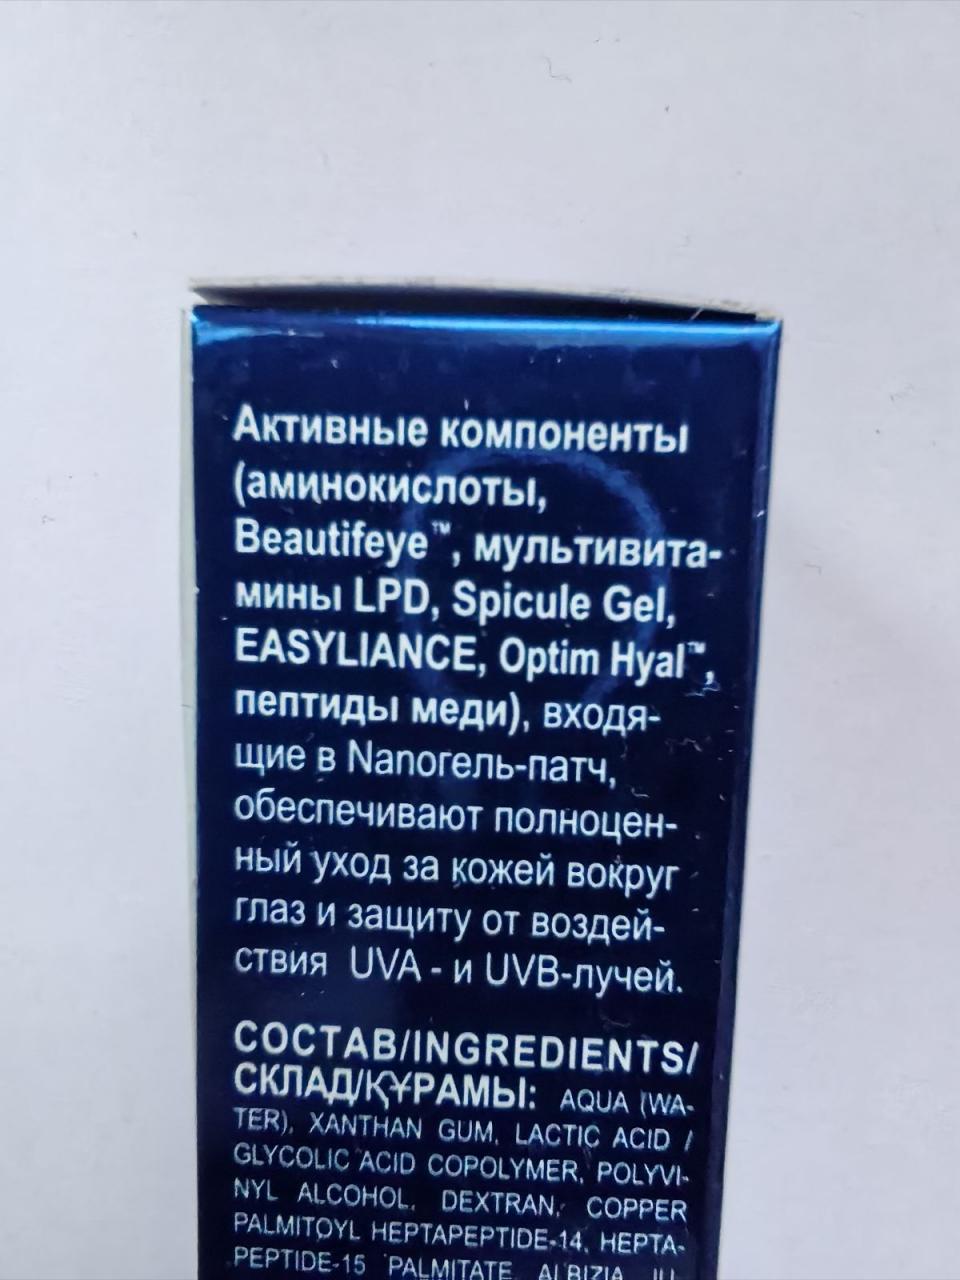 Активные компоненты
(аминокислоты,
Beautifeye™, мультивита-
мины LPD, Spicule Gel,
EASYLIANCE, Optim Hyal™,
пептиды меди), входя-
щие в Nanогель-патч,
обеспечивают полноцен-
ный уход за кожей вокруг
глаз и защиту от воздей-
ствия UVA - и UVB-лучей.
СОСТАВ/INGREDIENTS/
СКЛАД/ҚҰРАМЫ: AQUA (WA-
TER), XANTHAN GUM, LACTIC ACID /
GLYCOLIC ACID COPOLYMER, POLYVI-
NYL ALCOHOL, DEXTRAN, COPPER
PALMITOYL HEPTAPEPTIDE-14, HEPTA-
PEPTIDE-15 PALMITATE, ALBIZIA JU-